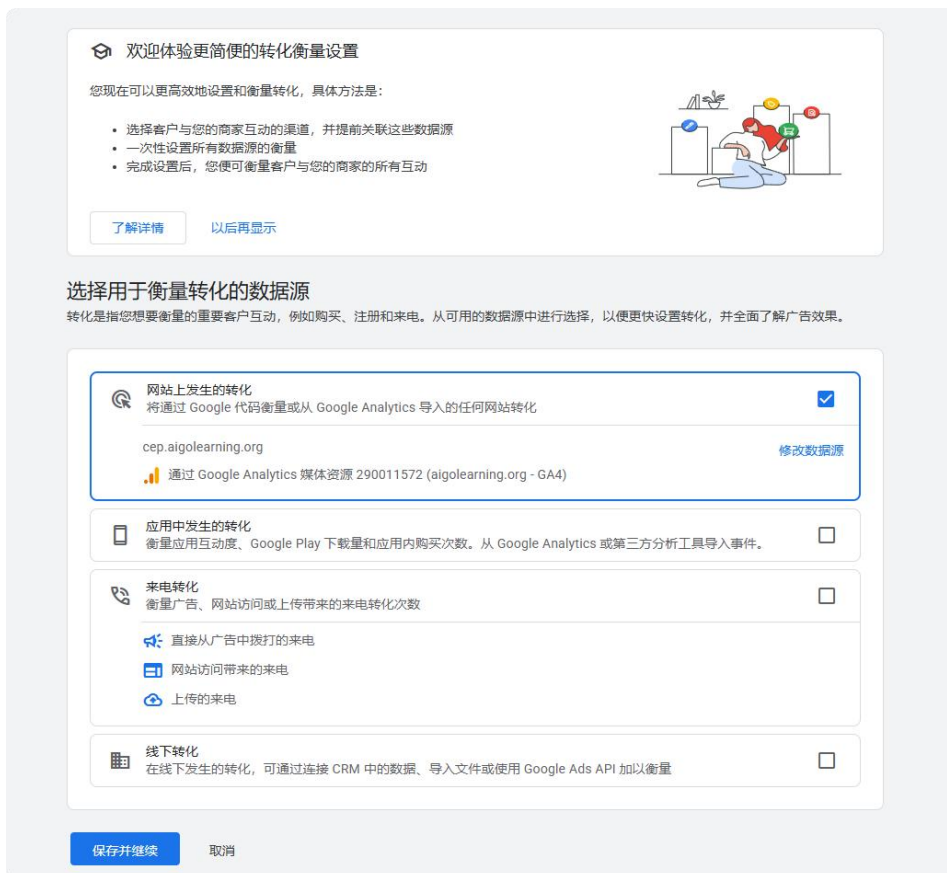 欢迎体验更简便的转化衡量设置
您现在可以更高效地设置和衡量转化，具体方法是：
选择客户与您的商家互动的渠道，并提前关联这些数据源
一次性设置所有数据源的衡量
完成设置后，您便可衡量客户与您的商家的所有互动
了解详情 以后再显示
选择用于衡量转化的数据源
转化是指您想要衡量的重要客户互动，例如购买、注册和来电。从可用的数据源中进行选择，以便更快设置转化，并全面了解广告效果。
网站上发生的转化
将通过 Google 代码衡量或从 Google Analytics 导入的任何网站转化
cep.aigolearning.org 修改数据源
通过 Google Analytics 媒体资源 290011572 (aigolearning.org - GA4)
应用中发生的转化
衡量应用互动度、Google Play 下载量和应用内购买次数。从 Google Analytics 或第三方分析工具导入事件。
来电转化
衡量广告、网站访问或上传带来的来电转化次数
直接从广告中拨打的来电
网站访问带来的来电
上传的来电
线下转化
在线下发生的转化，可通过连接 CRM 中的数据、导入文件或使用 Google Ads API 加以衡量
保存并继续 取消